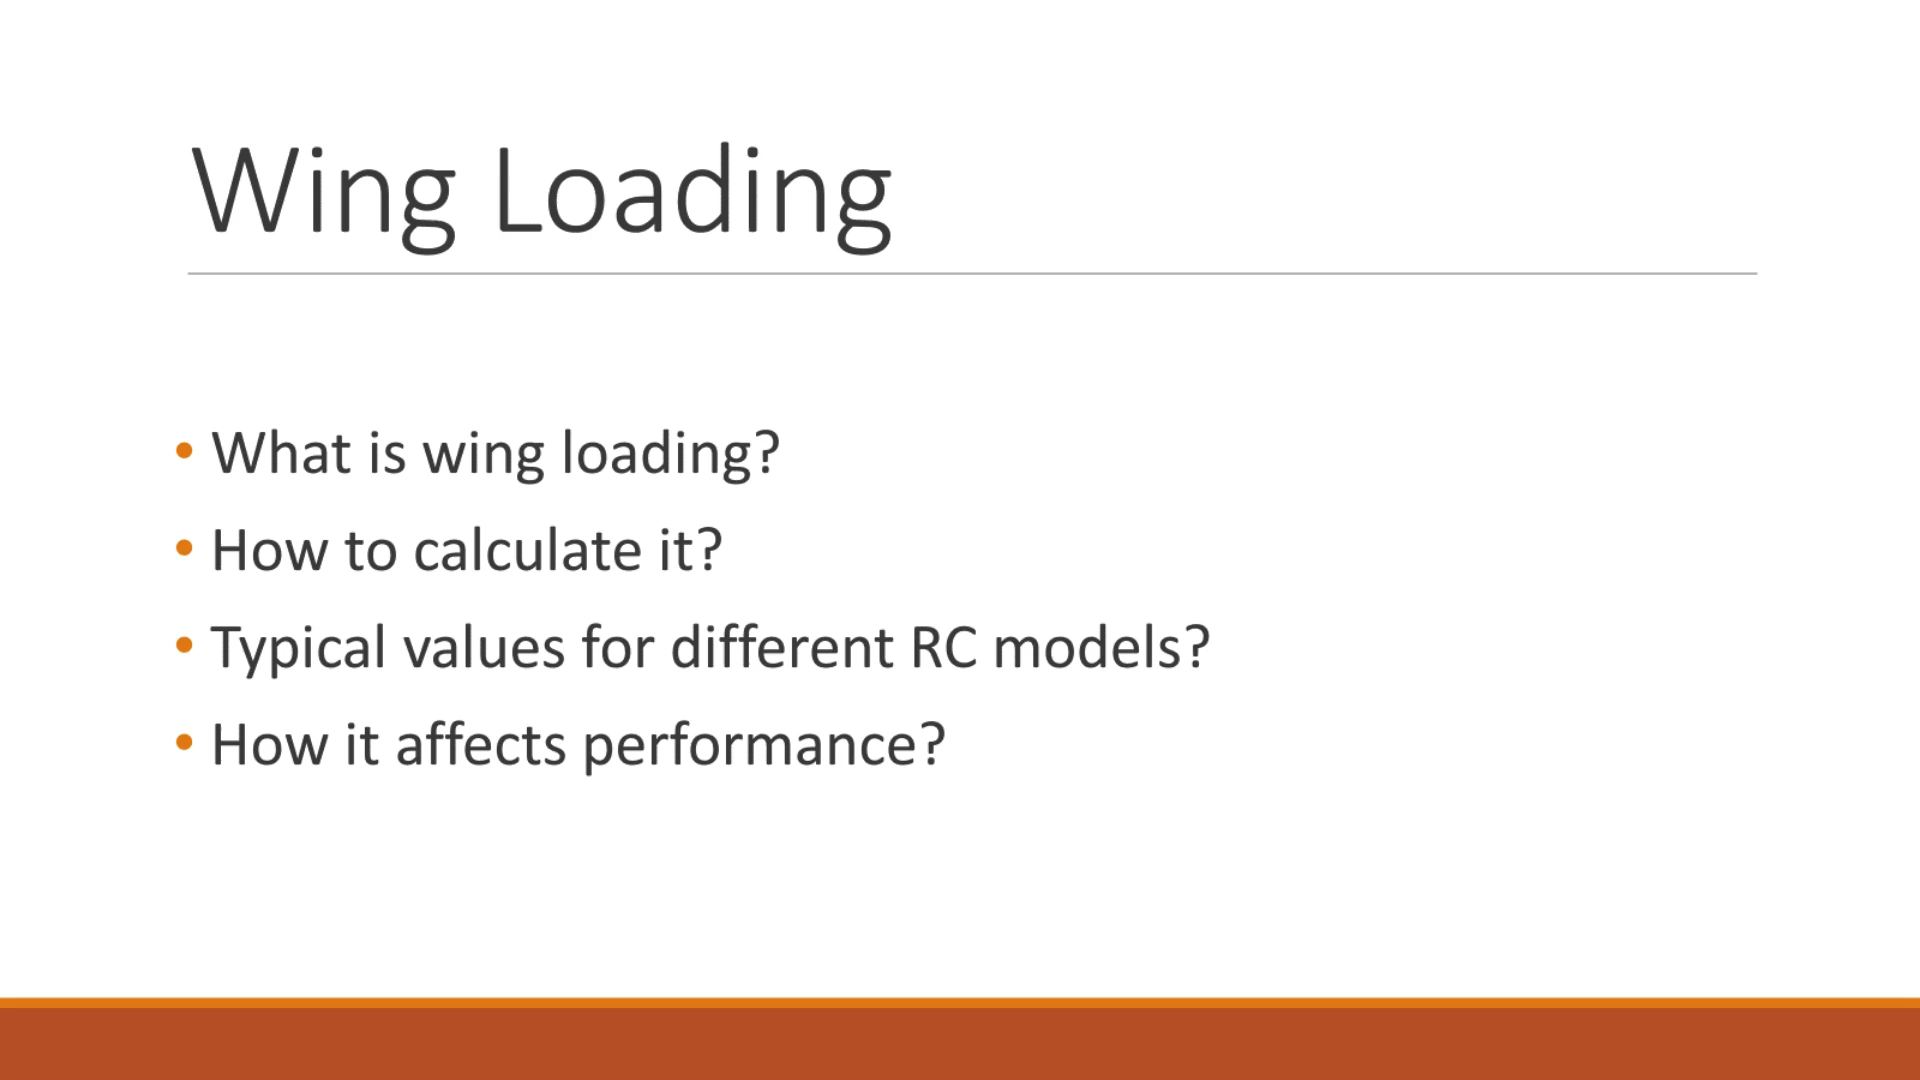 Wing Loading
• What is wing loading?
• How to calculate it?
• Typical values for different RC models?
• How it affects performance?